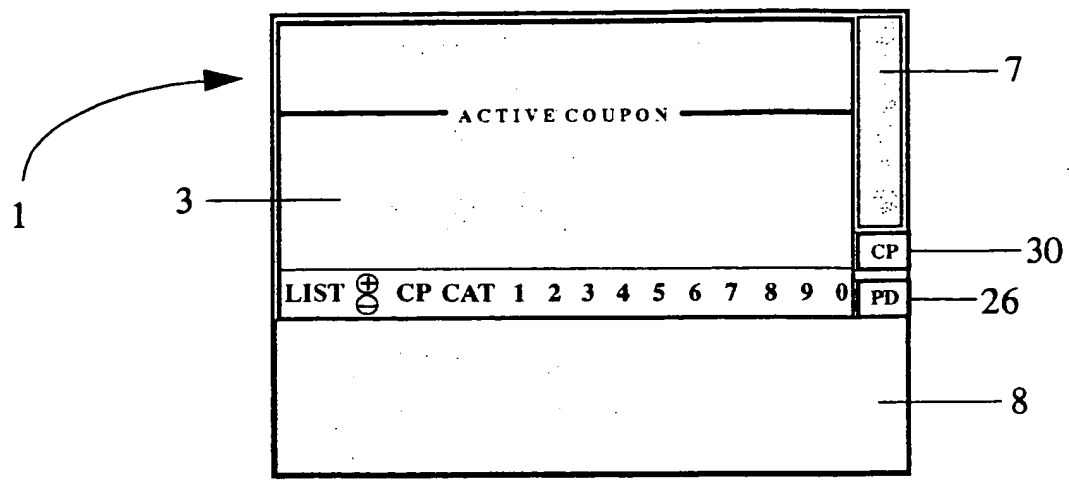 7
ACTIVE COUPON
1
3
CP
30
LIST ⊕ ⊖ CP CAT 1 2 3 4 5 6 7 8 9 0
PD
26
8